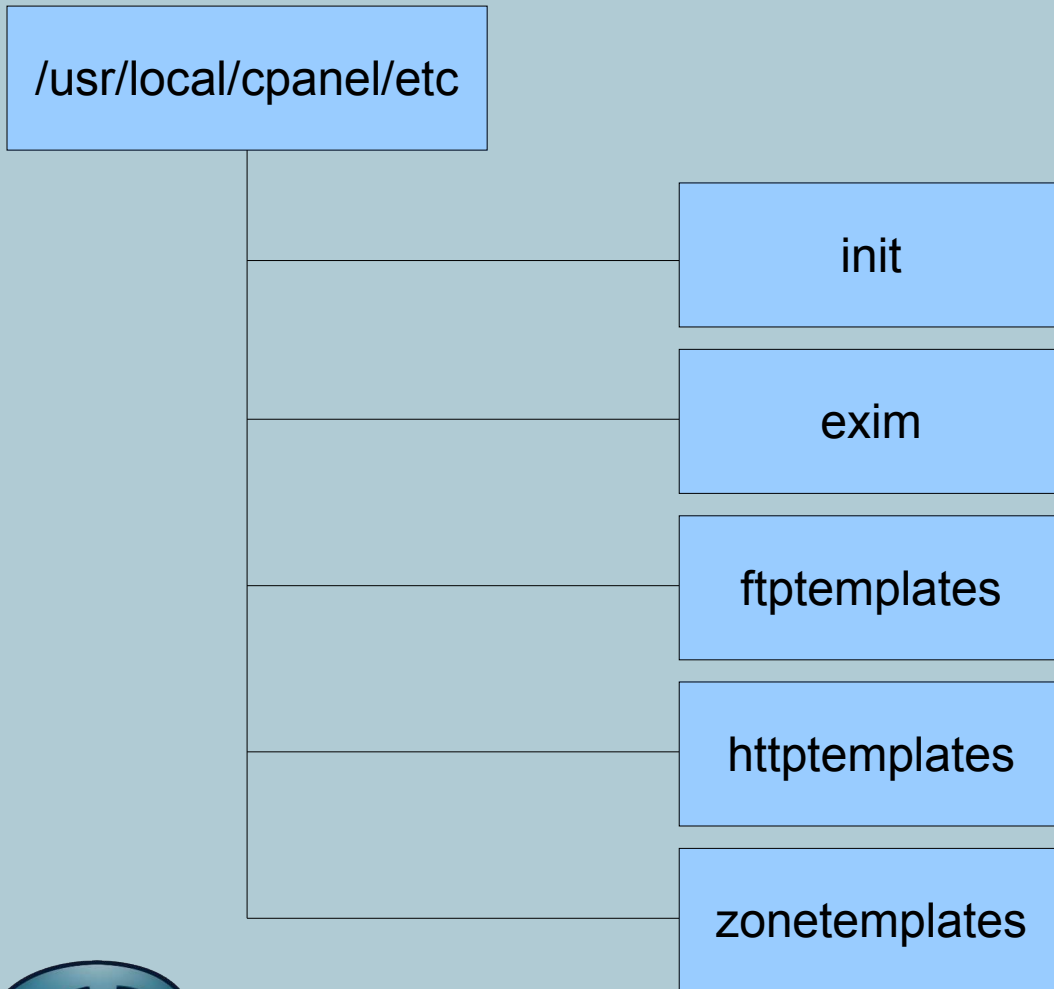 /usr/local/cpanel/etc
init
exim
ftptemplates
httptemplates
zonetemplates